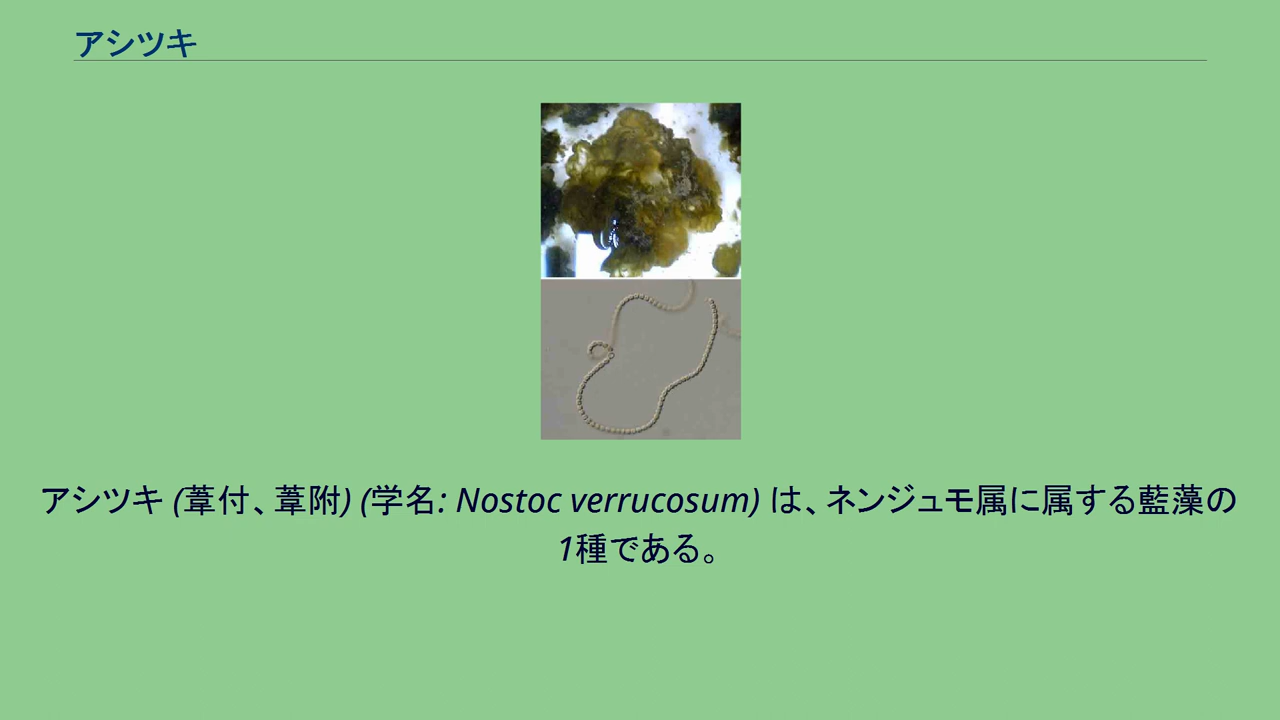 アシツキ
アシツキ (葦付、葦附) (学名: Nostoc verrucosum) は、ネンジュモ属に属する藍藻の
1種である。